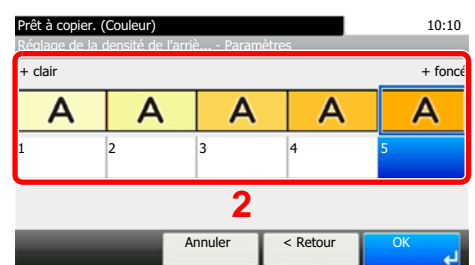 Prêt à copier. (Couleur) 10:10
Réglage de la densité de l'arriè... - Paramètres
+ clair + foncé
A A A A A
1 2 3 4 5
2
Annuler < Retour OK